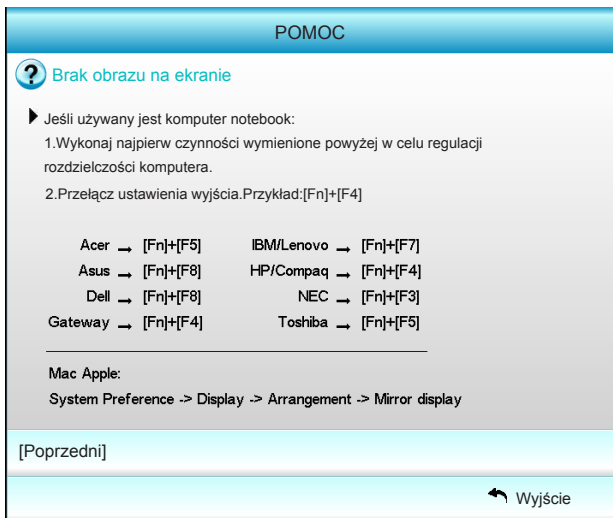 POMOC
? Brak obrazu na ekranie
Jeśli używany jest komputer notebook:
1.Wykonaj najpierw czynności wymienione powyżej w celu regulacji
rozdzielczości komputera.
2.Przełącz ustawienia wyjścia.Przykład:[Fn]+[F4]
Acer → [Fn]+[F5] IBM/Lenovo → [Fn]+[F7]
Asus → [Fn]+[F8] HP/Compaq → [Fn]+[F4]
Dell → [Fn]+[F8] NEC → [Fn]+[F3]
Gateway → [Fn]+[F4] Toshiba → [Fn]+[F5]
Mac Apple:
System Preference -> Display -> Arrangement -> Mirror display
[Poprzedni]
Wyjście